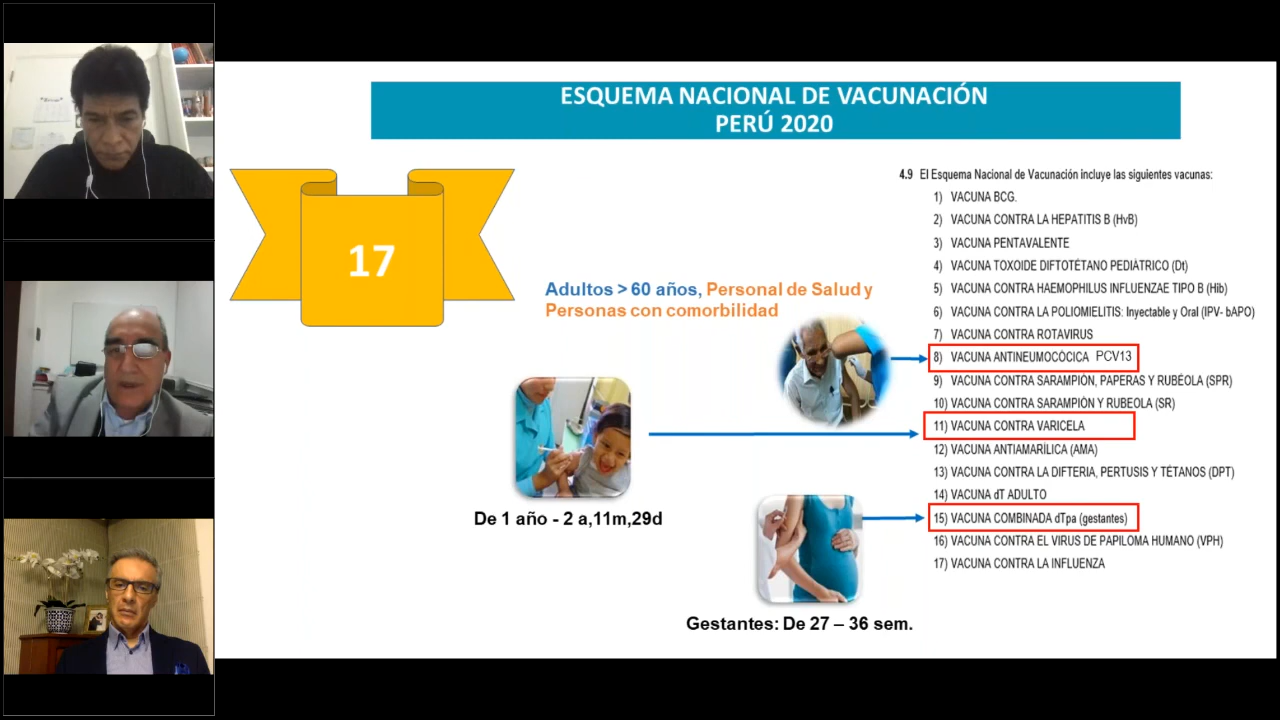 ESQUEMA NACIONAL DE VACUNACIÓN
PERÚ 2020
17
Adultos > 60 años, Personal de Salud y
Personas con comorbilidad
De 1 año - 2 a,11m,29d
Gestantes: De 27 – 36 sem.
4.9 El Esquema Nacional de Vacunación incluye las siguientes vacunas:
1) VACUNA BCG.
2) VACUNA CONTRA LA HEPATITIS B (HvB)
3) VACUNA PENTAVALENTE
4) VACUNA TOXOIDE DIFTOTÉTANO PEDIÁTRICO (Dt)
5) VACUNA CONTRA HAEMOPHILUS INFLUENZAE TIPO B (Hib)
6) VACUNA CONTRA LA POLIOMIELITIS: Inyectable y Oral (IPV- bAPO)
7) VACUNA CONTRA ROTAVIRUS
8) VACUNA ANTINEUMOCÓCICA PCV13
9) VACUNA CONTRA SARAMPIÓN, PAPERAS Y RUBÉOLA (SPR)
10) VACUNA CONTRA SARAMPIÓN Y RUBEOLA (SR)
11) VACUNA CONTRA VARICELA
12) VACUNA ANTIAMARÍLICA (AMA)
13) VACUNA CONTRA LA DIFTERIA, PERTUSIS Y TÉTANOS (DPT)
14) VACUNA dT ADULTO
15) VACUNA COMBINADA dTpa (gestantes)
16) VACUNA CONTRA EL VIRUS DE PAPILOMA HUMANO (VPH)
17) VACUNA CONTRA LA INFLUENZA